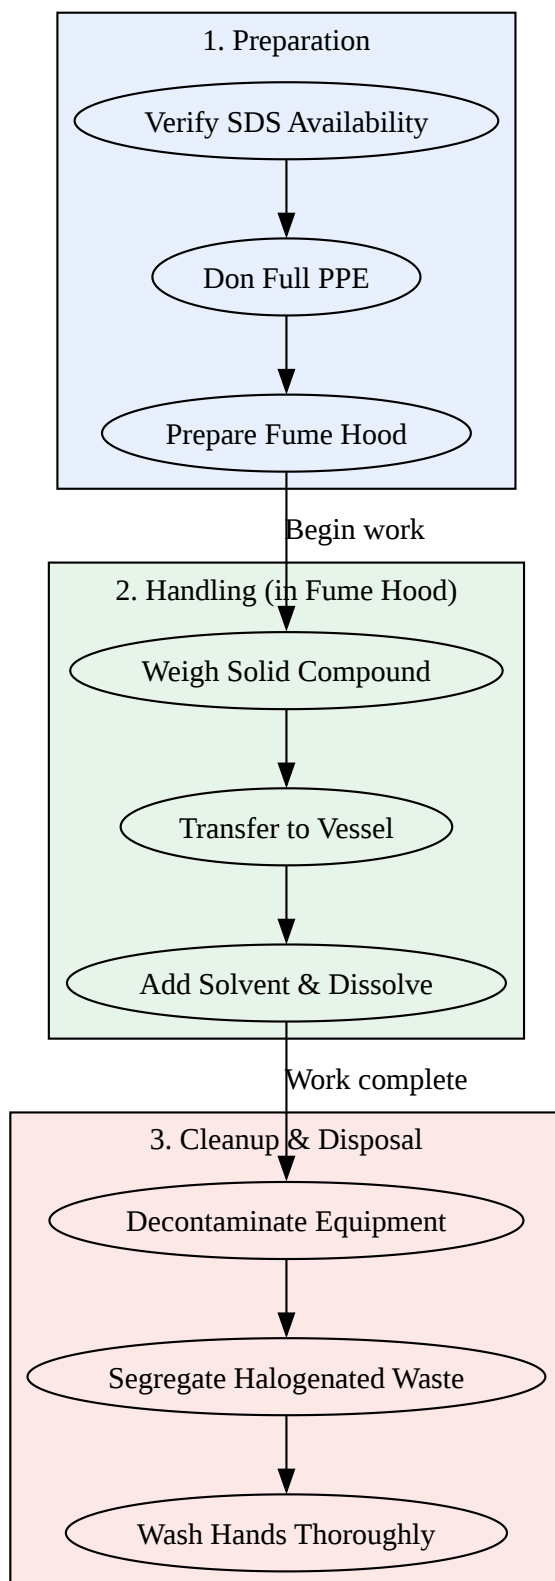 1. Preparation
Verify SDS Availability
Don Full PPE
Prepare Fume Hood
Begin work
2. Handling (in Fume Hood)
Weigh Solid Compound
Transfer to Vessel
Add Solvent & Dissolve
Work complete
3. Cleanup & Disposal
Decontaminate Equipment
Segregate Halogenated Waste
Wash Hands Thoroughly